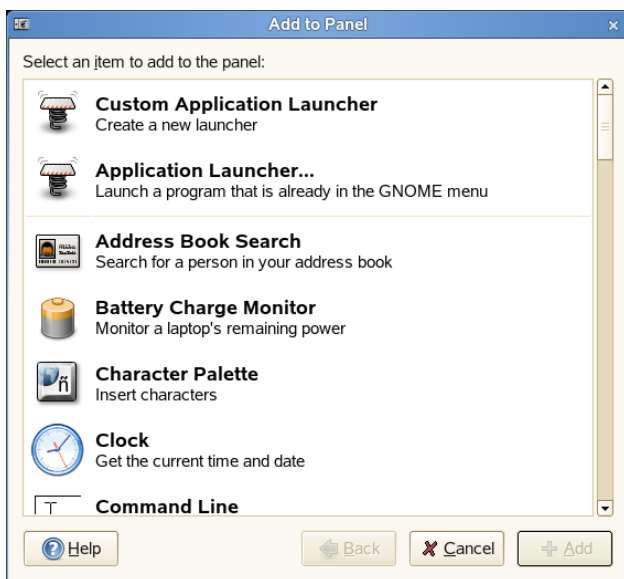 Add to Panel
Select an item to add to the panel:
Custom Application Launcher
Create a new launcher
Application Launcher...
Launch a program that is already in the GNOME menu
Address Book Search
Search for a person in your address book
Battery Charge Monitor
Monitor a laptop's remaining power
ñ
Character Palette
Insert characters
Clock
Get the current time and date
Command Line
Help
Back
Cancel
Add